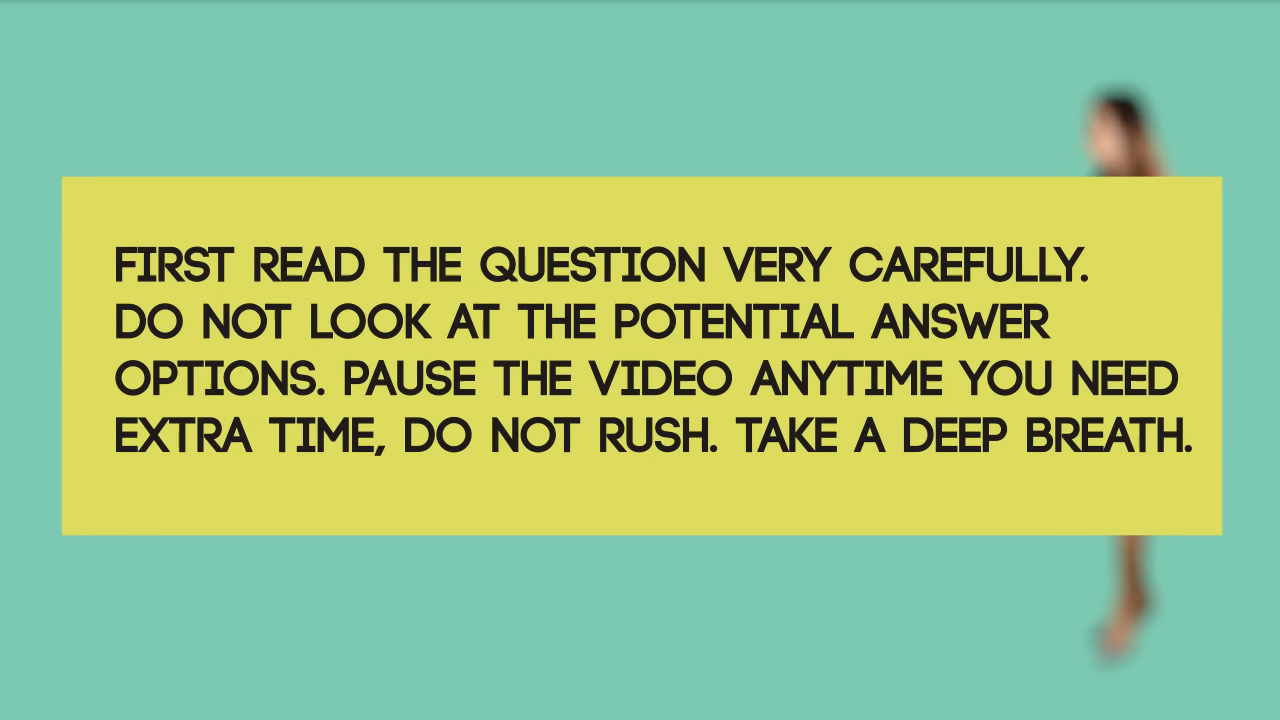 FIRST READ THE QUESTION VERY CAREFULLY.
DO NOT LOOK AT THE POTENTIAL ANSWER
OPTIONS. PAUSE THE VIDEO ANYTIME YOU NEED
EXTRA TIME, DO NOT RUSH. TAKE A DEEP BREATH.